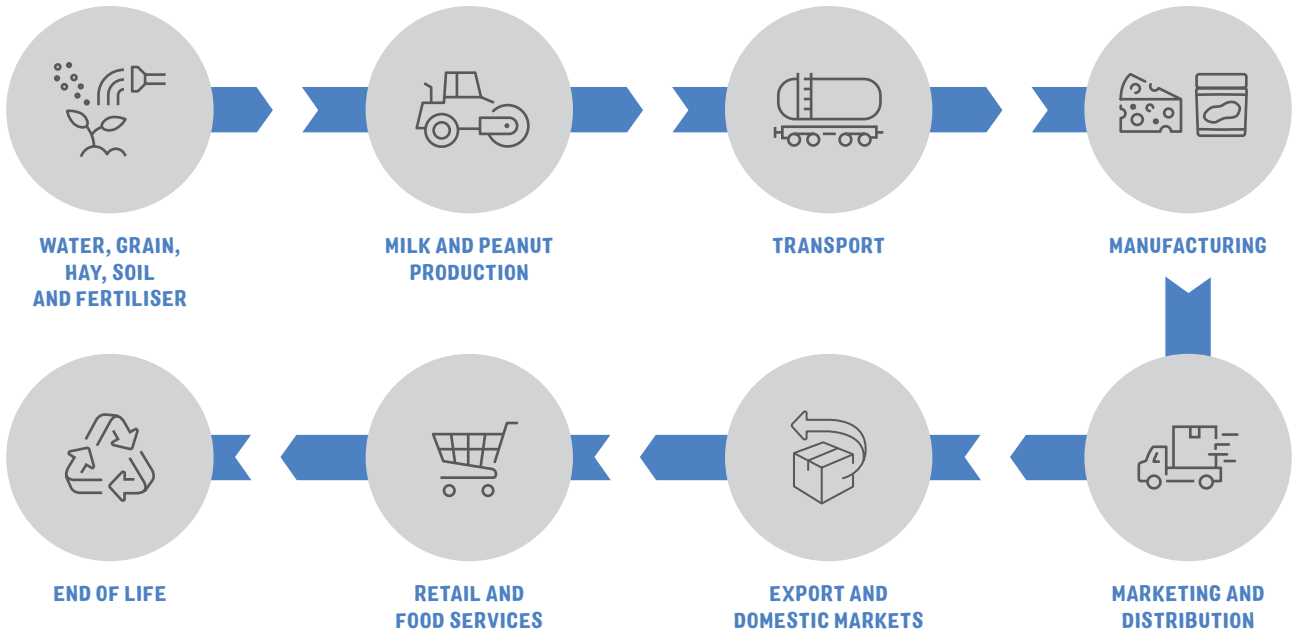 WATER, GRAIN,
HAY, SOIL
AND FERTILISER
MILK AND PEANUT
PRODUCTION
TRANSPORT
MANUFACTURING
MARKETING AND
DISTRIBUTION
EXPORT AND
DOMESTIC MARKETS
RETAIL AND
FOOD SERVICES
END OF LIFE